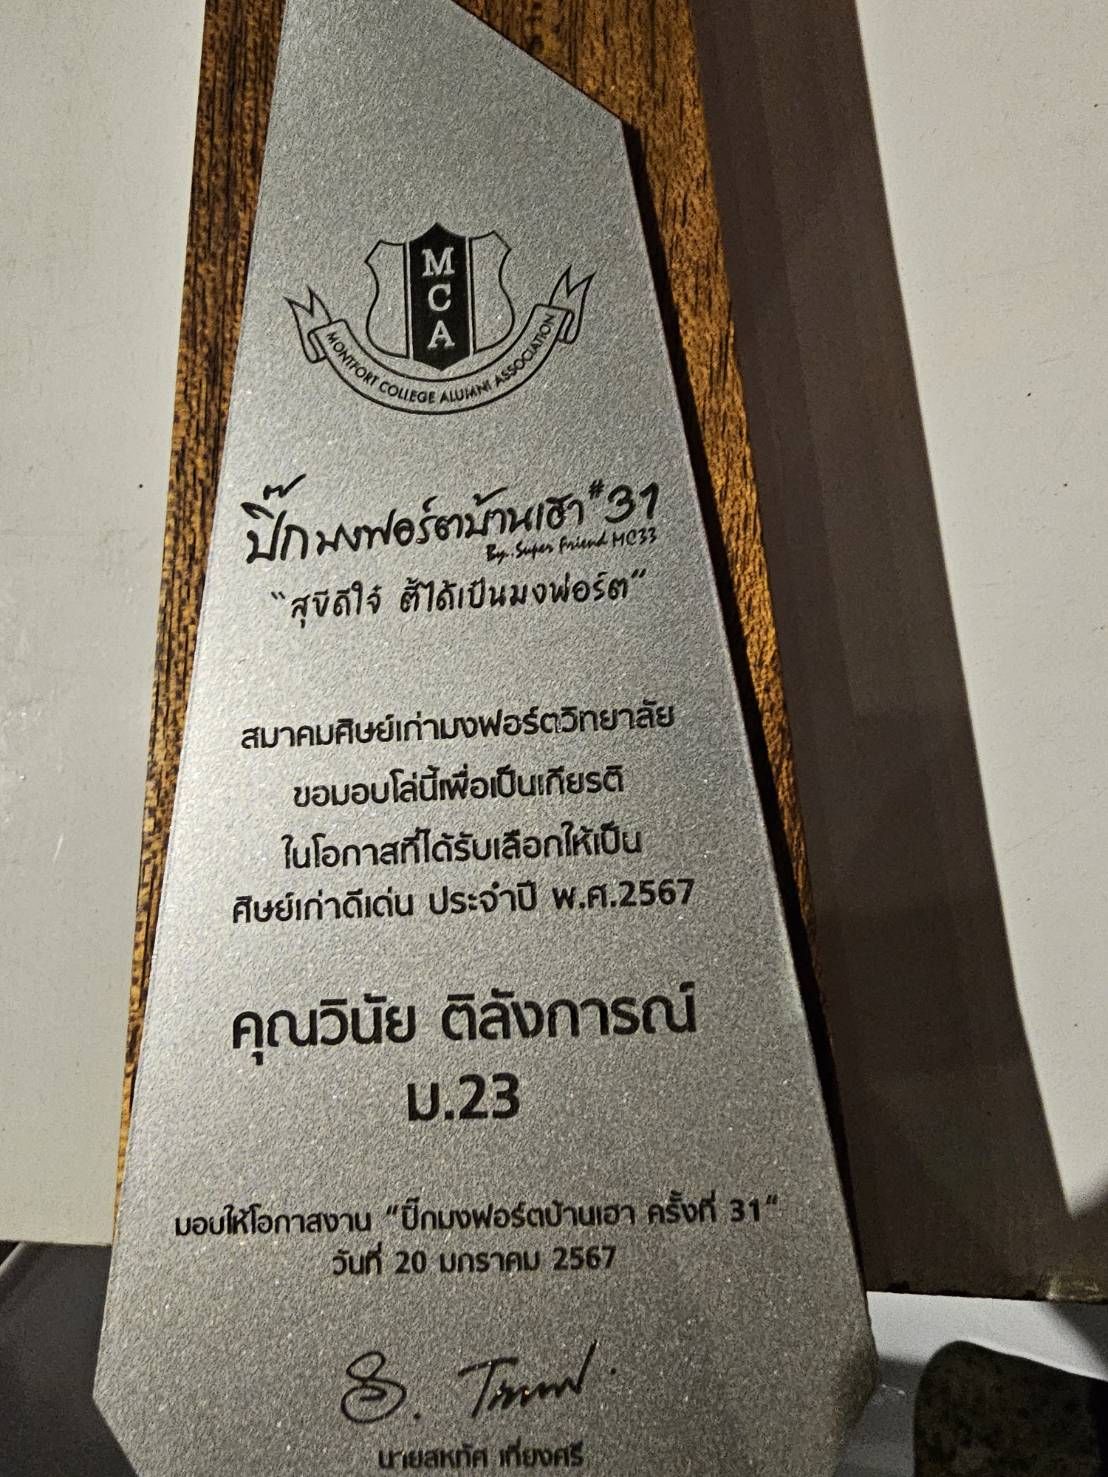 M
C
A
MONTFORT COLLEGE ALUMNI ASSOCIATION
ปิ๊กมงฟอร์ตบ้านเฮา #31
By. Super Friend MC33
"สุขีดีใจ๋ ตี้ได้เป๋นมงฟอร์ต"
สมาคมศิษย์เก่ามงฟอร์ตวิทยาลัย
ขอมอบโล่นี้เพื่อเป็นเกียรติ
ในโอกาสที่ได้รับเลือกให้เป็น
ศิษย์เก่าดีเด่น ประจำปี พ.ศ.2567
คุณวินัย ติลังการณ์
ม.23
มอบให้โอกาสงาน "ปิ๊กมงฟอร์ตบ้านเฮา ครั้งที่ 31"
วันที่ 20 มกราคม 2567
นายสหทัศ เที่ยงศรี